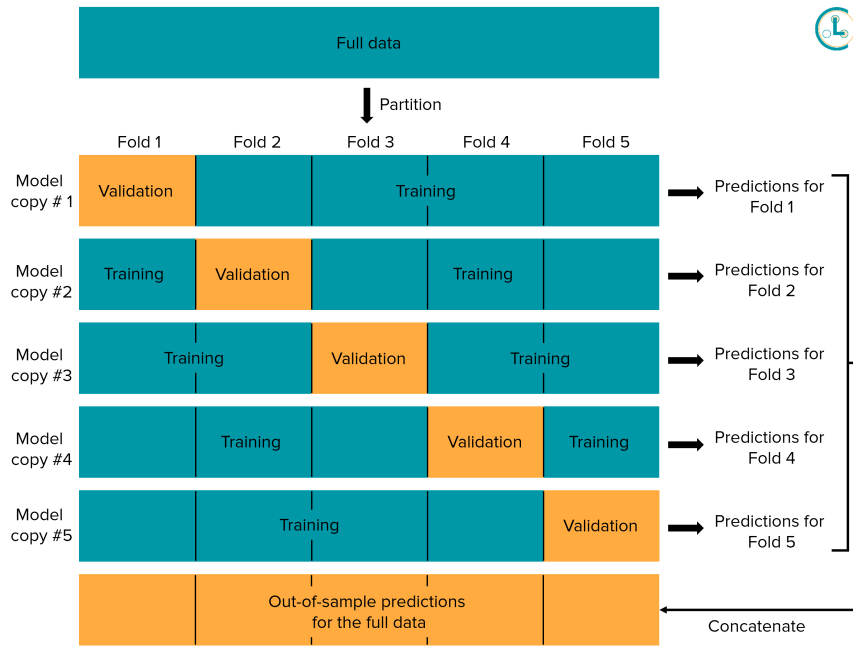 Full data
Partition
Fold 1
Fold 2
Fold 3
Fold 4
Fold 5
Model
copy # 1
Validation
Training
Predictions for
Fold 1
Model
copy #2
Training
Validation
Training
Predictions for
Fold 2
Model
copy #3
Training
Validation
Training
Predictions for
Fold 3
Model
copy #4
Training
Validation
Training
Predictions for
Fold 4
Model
copy #5
Training
Validation
Predictions for
Fold 5
Out-of-sample predictions
for the full data
Concatenate
L